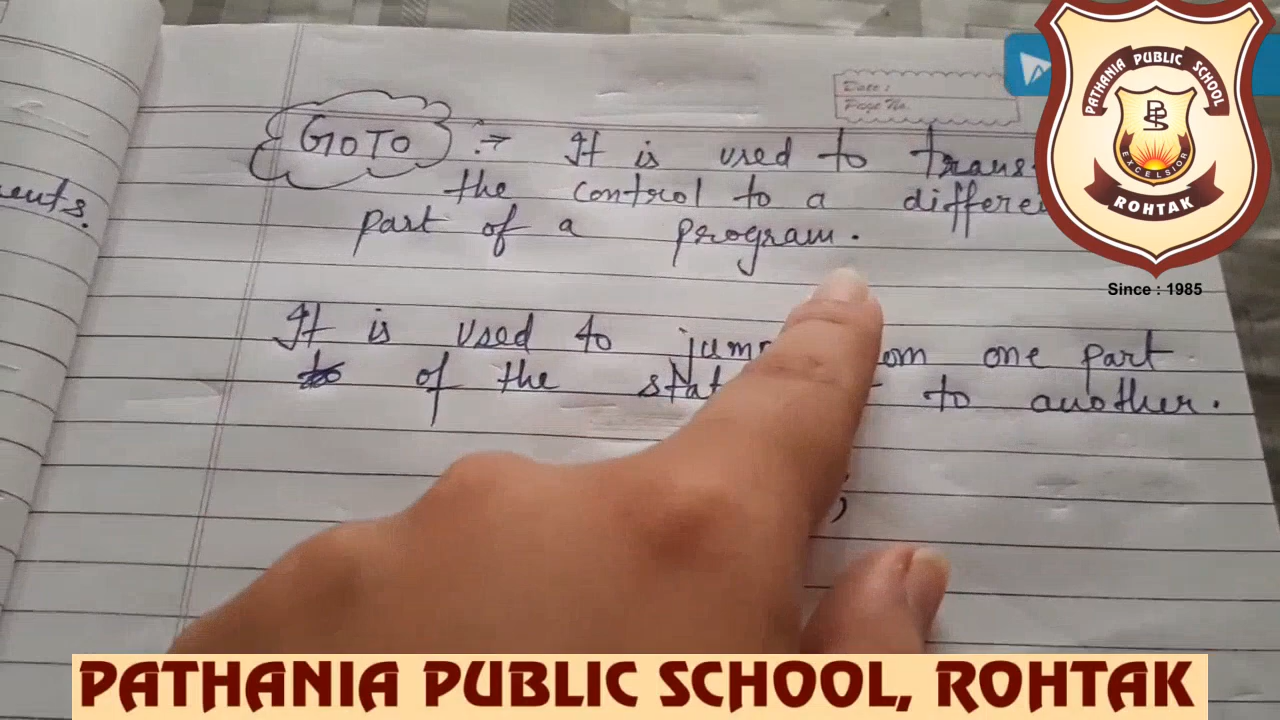 Date :
Page No.
GOTO :→ It is used to trans
the control to a differe
part of a program.
It is used to jum om one part
of the stat to another.
;
ents.
PATHANIA PUBLIC SCHOOL
PBS
EXCELSIOR
ROHTAK
Since : 1985
PATHANIA PUBLIC SCHOOL, ROHTAK